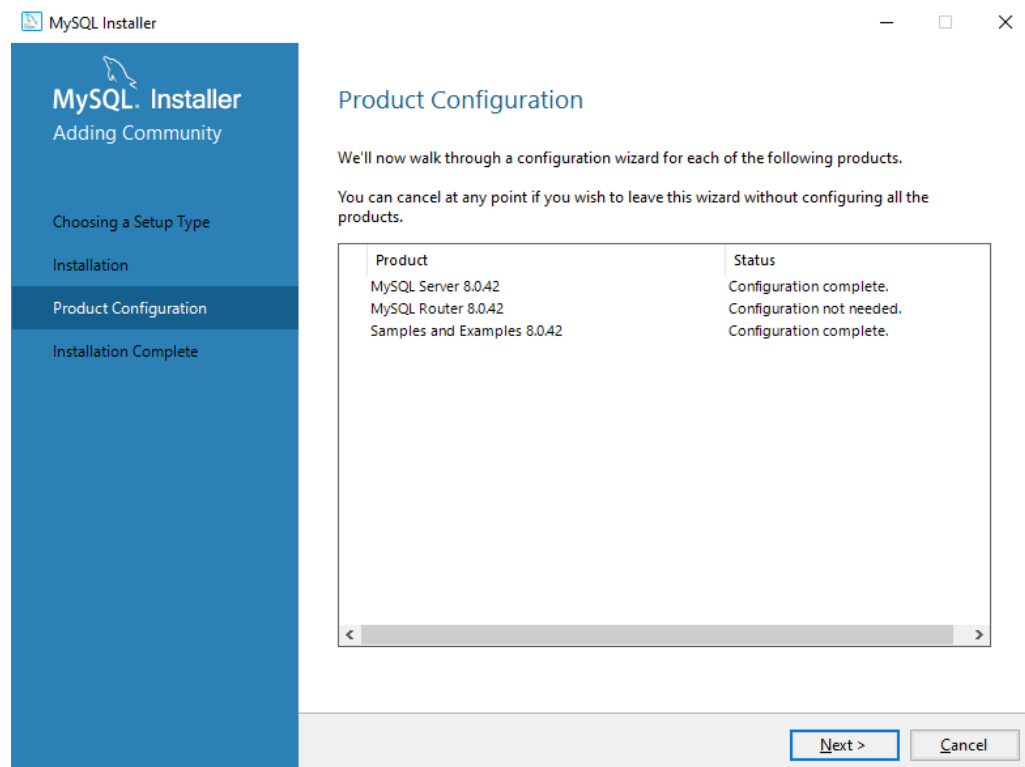 MySQL Installer
MySQL. Installer
Adding Community
Choosing a Setup Type
Installation
Product Configuration
Installation Complete
Product Configuration
We'll now walk through a configuration wizard for each of the following products.
You can cancel at any point if you wish to leave this wizard without configuring all the
products.
Product Status
MySQL Server 8.0.42 Configuration complete.
MySQL Router 8.0.42 Configuration not needed.
Samples and Examples 8.0.42 Configuration complete.
Next > Cancel